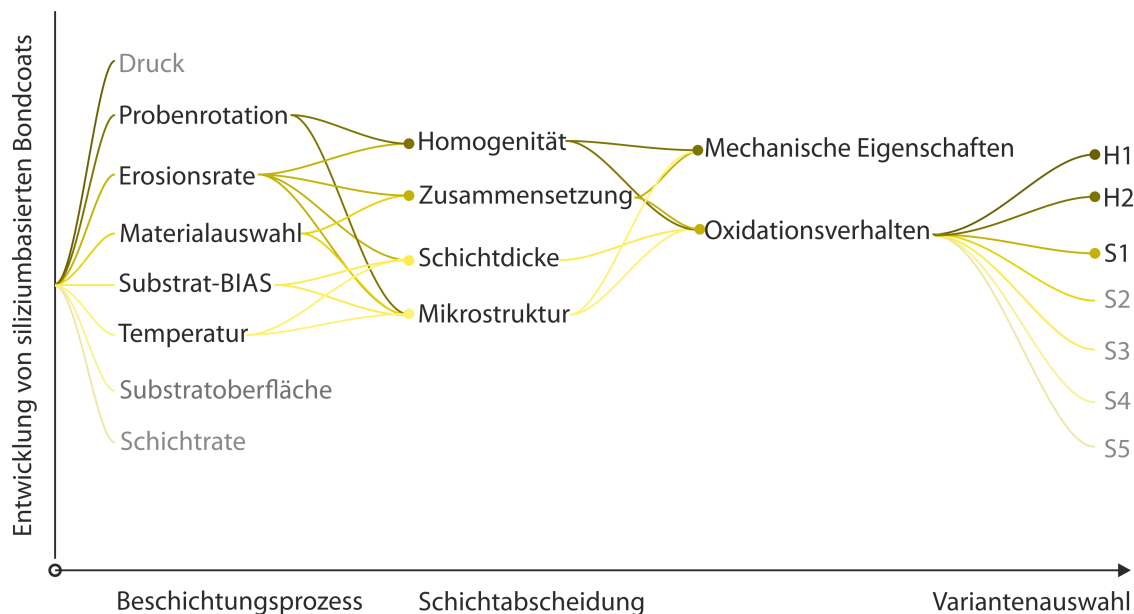 Entwicklung von siliziumbasierten Bondcoats
Druck
Probenrotation
Erosionsrate
Materialauswahl
Substrat-BIAS
Temperatur
Substratoberfläche
Schichtrate
Homogenität
Zusammensetzung
Schichtdicke
Mikrostruktur
Mechanische Eigenschaften
Oxidationsverhalten
H1
H2
S1
S2
S3
S4
S5
Beschichtungsprozess
Schichtabscheidung
Variantenauswahl